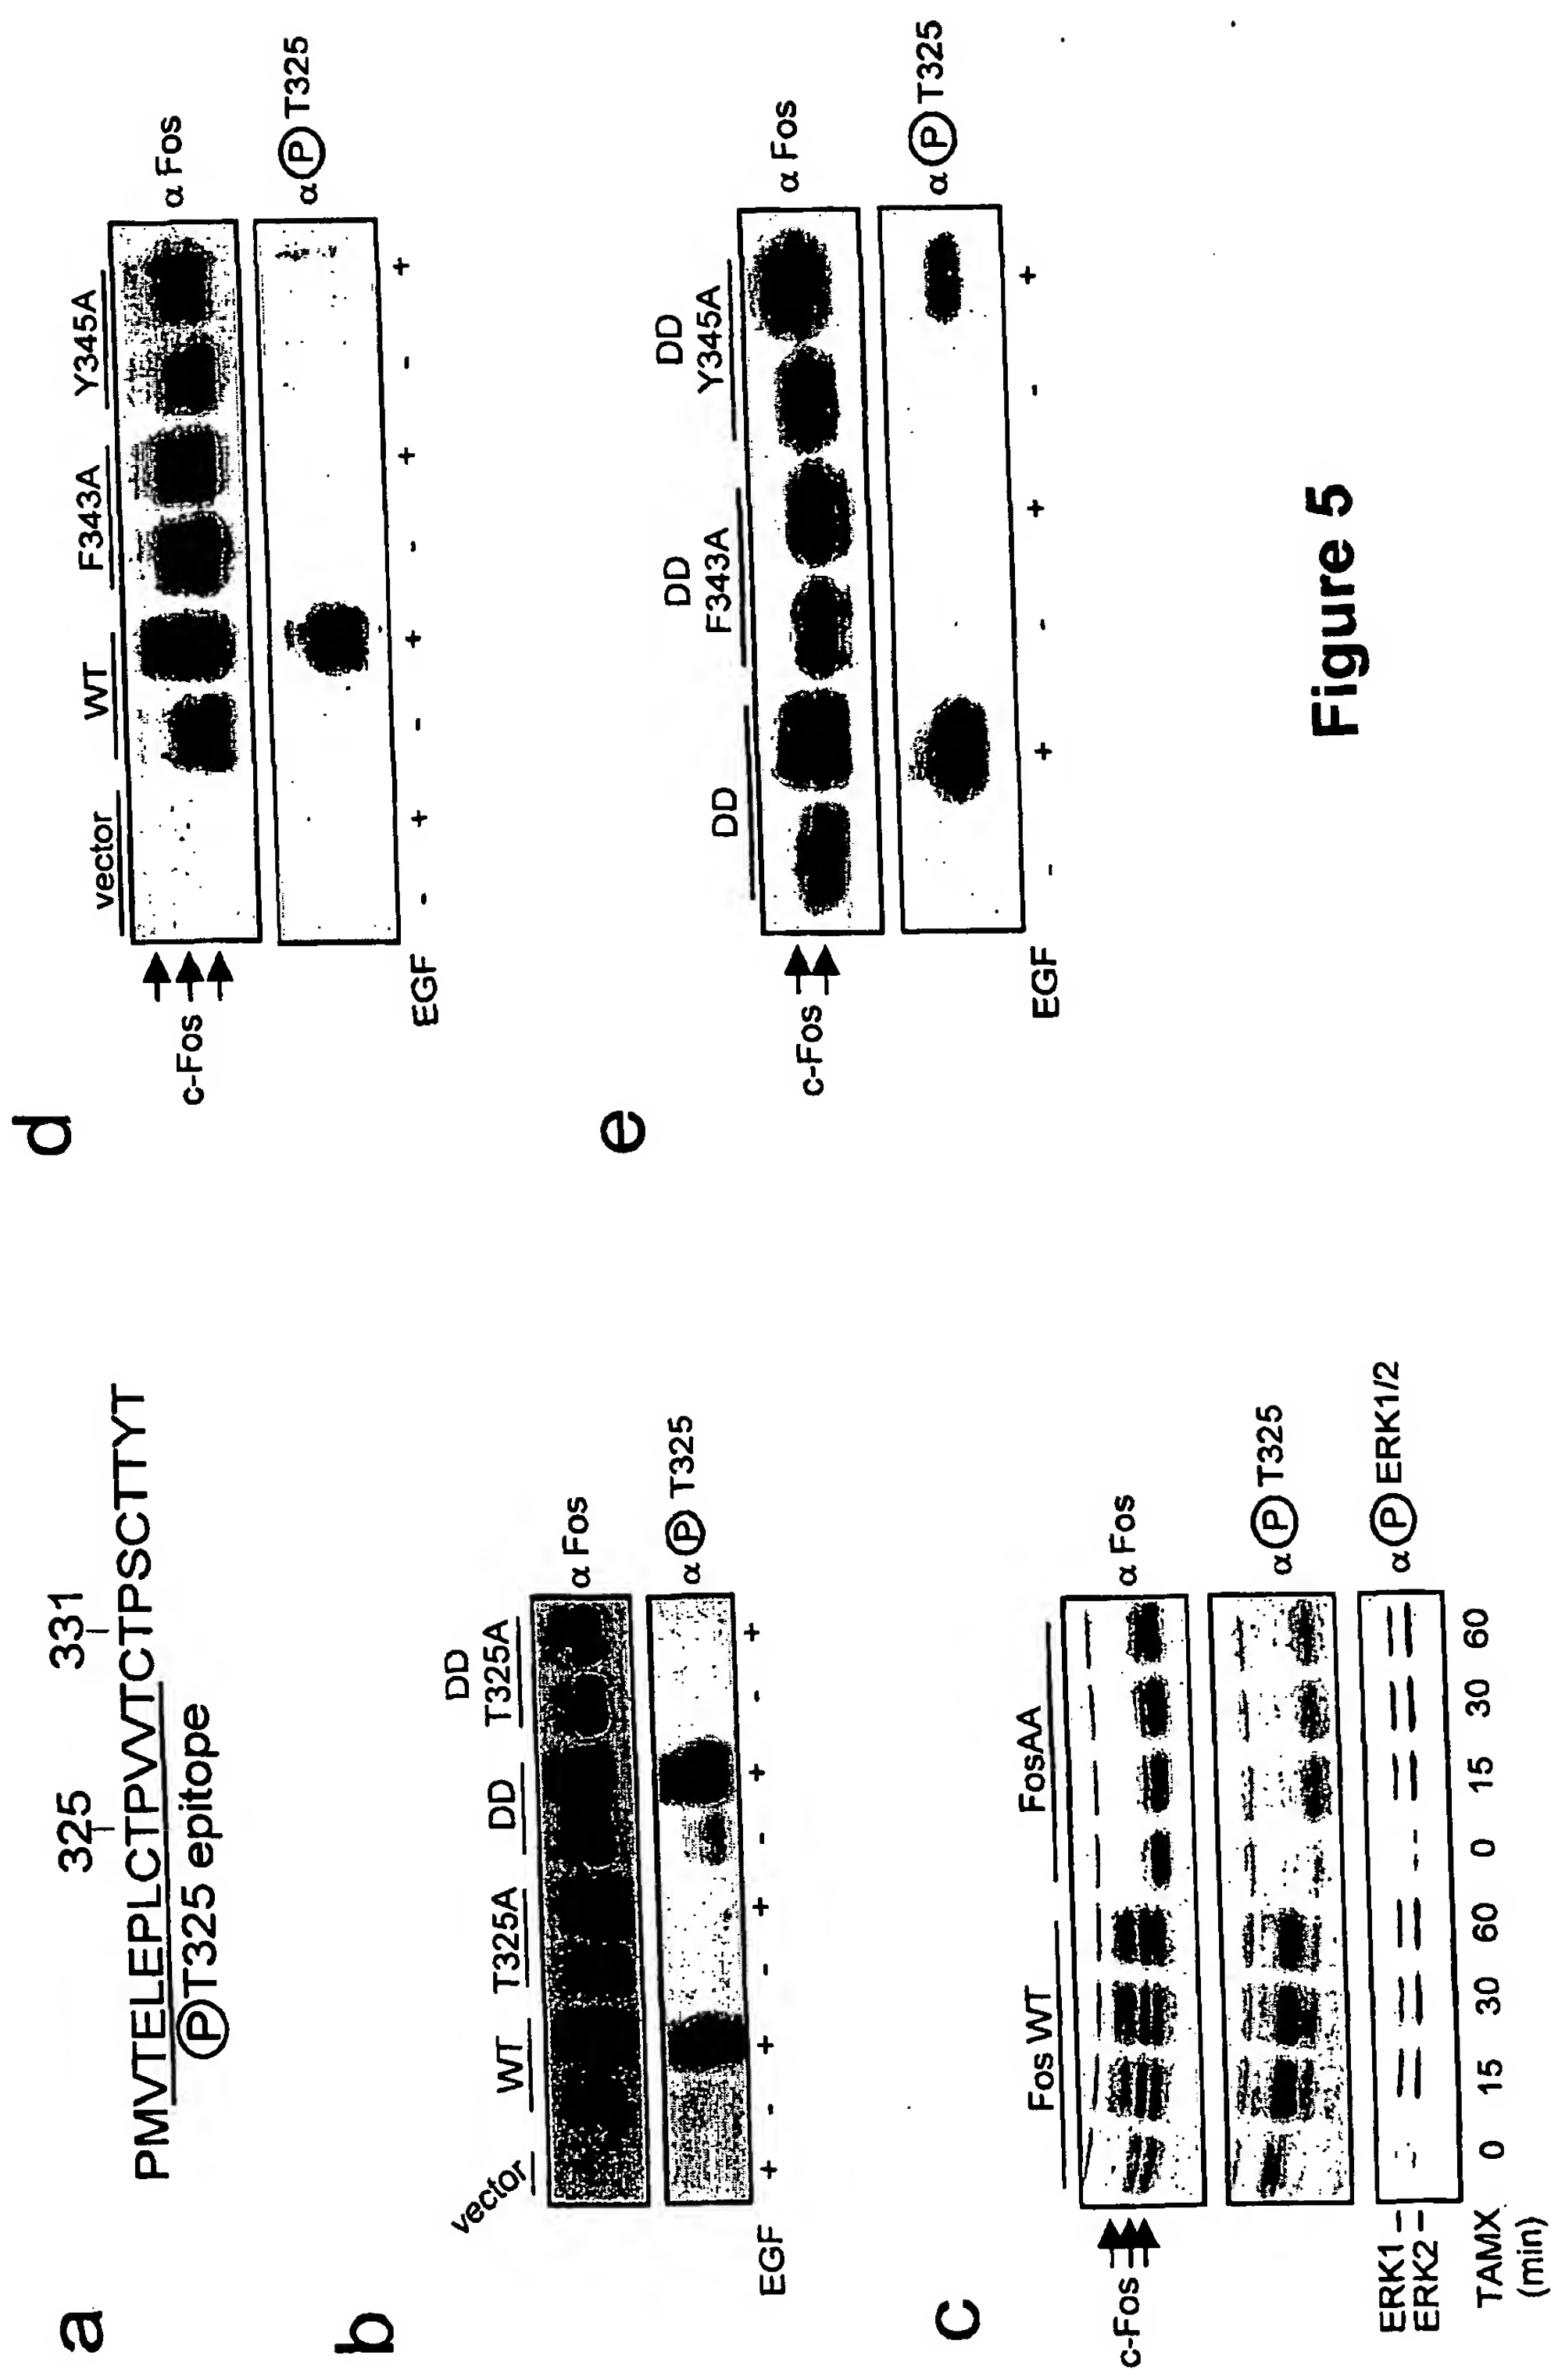 a
325 331
PMVTELEPLCTPVVTCTPSCTTYT
Ⓟ T325 epitope
b
vector WT T325A DD DD T325A
α Fos
α Ⓟ T325
EGF + - + - + - + - +
c
Fos WT FosAA
c-Fos α Fos
α Ⓟ T325
ERK1
ERK2
α Ⓟ ERK1/2
TAMX (min) 0 15 30 60 0 15 30 60
d
vector WT F343A Y345A
c-Fos α Fos
α Ⓟ T325
EGF - + - + - + - +
e
DD DD F343A DD Y345A
c-Fos α Fos
α Ⓟ T325
EGF - + - + - +
Figure 5